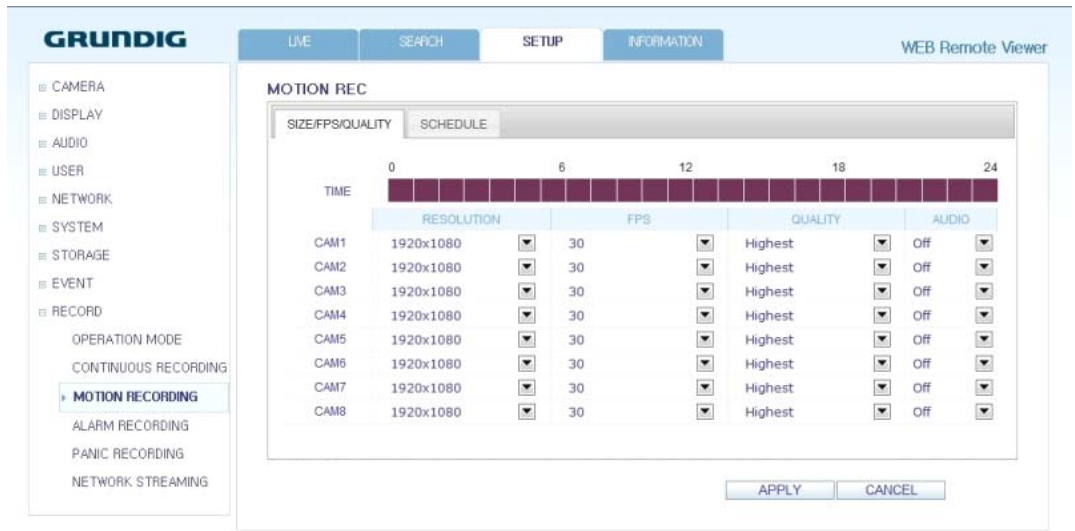 GRUNDIG
LIVE SEARCH SETUP INFORMATION
WEB Remote Viewer
CAMERA
DISPLAY
AUDIO
USER
NETWORK
SYSTEM
STORAGE
EVENT
RECORD
OPERATION MODE
CONTINUOUS RECORDING
MOTION RECORDING
ALARM RECORDING
PANIC RECORDING
NETWORK STREAMING
MOTION REC
SIZE/FPS/QUALITY SCHEDULE
0 6 12 18 24
TIME
RESOLUTION FPS QUALITY AUDIO
CAM1 1920x1080 30 Highest Off
CAM2 1920x1080 30 Highest Off
CAM3 1920x1080 30 Highest Off
CAM4 1920x1080 30 Highest Off
CAM5 1920x1080 30 Highest Off
CAM6 1920x1080 30 Highest Off
CAM7 1920x1080 30 Highest Off
CAM8 1920x1080 30 Highest Off
APPLY CANCEL